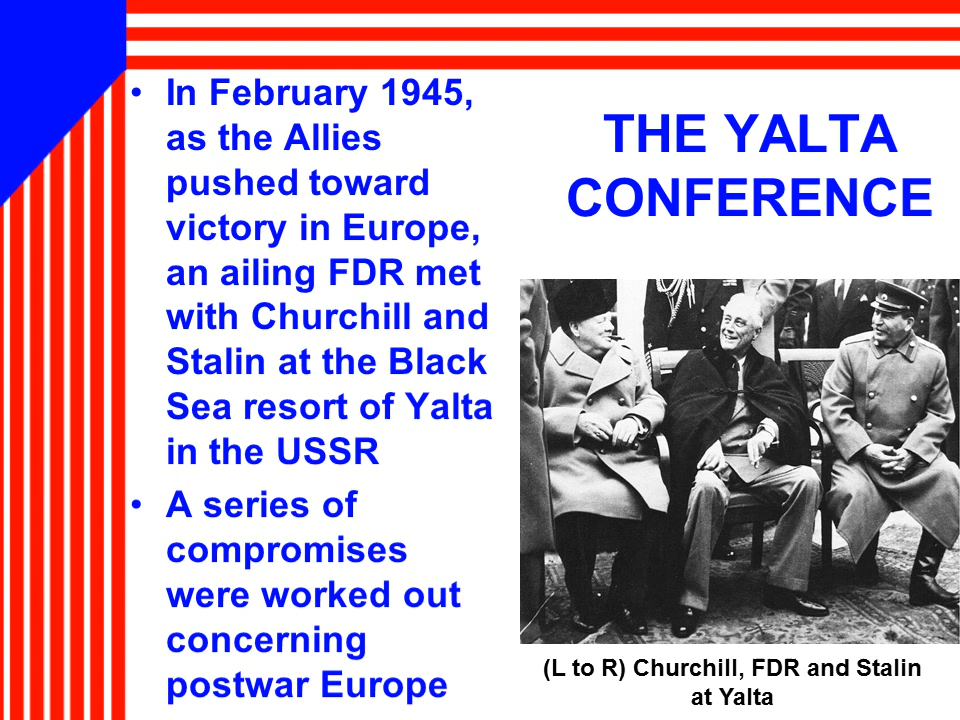 THE YALTA
CONFERENCE
• In February 1945,
as the Allies
pushed toward
victory in Europe,
an ailing FDR met
with Churchill and
Stalin at the Black
Sea resort of Yalta
in the USSR
• A series of
compromises
were worked out
concerning
postwar Europe
(L to R) Churchill, FDR and Stalin
at Yalta